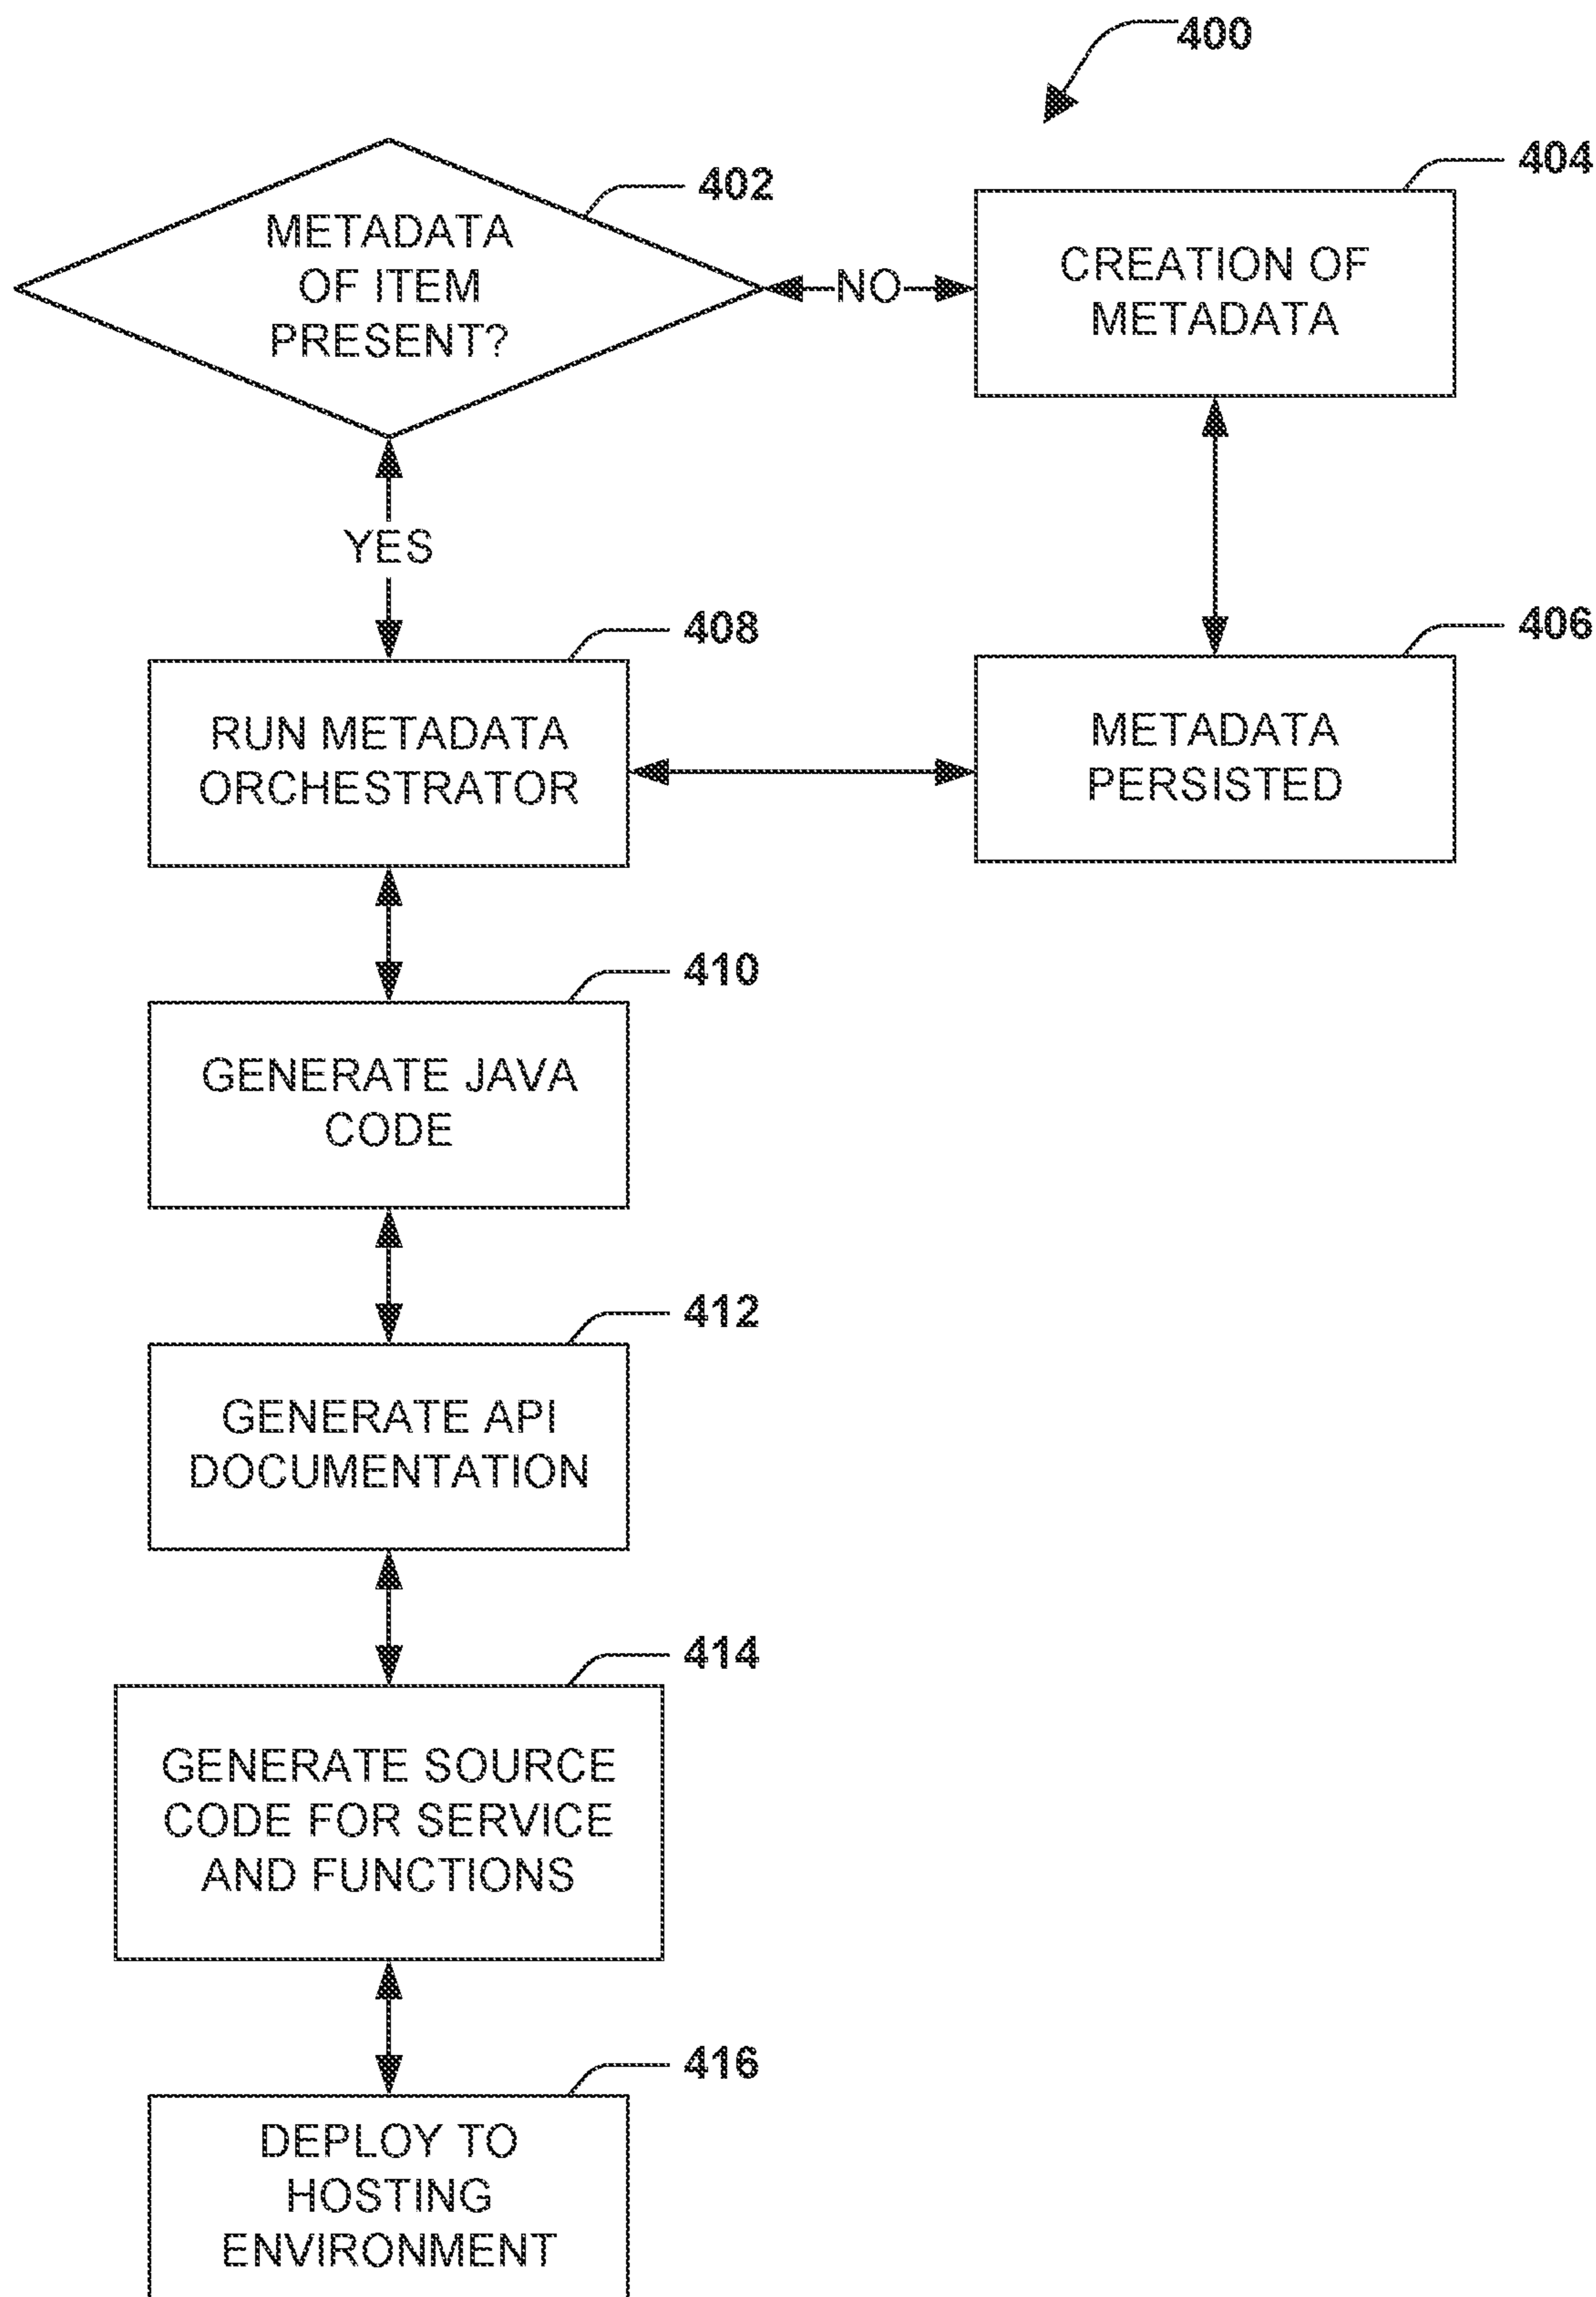 400
402
METADATA
OF ITEM
PRESENT?
NO
404
CREATION OF
METADATA
YES
408
RUN METADATA
ORCHESTRATOR
406
METADATA
PERSISTED
410
GENERATE JAVA
CODE
412
GENERATE API
DOCUMENTATION
414
GENERATE SOURCE
CODE FOR SERVICE
AND FUNCTIONS
416
DEPLOY TO
HOSTING
ENVIRONMENT